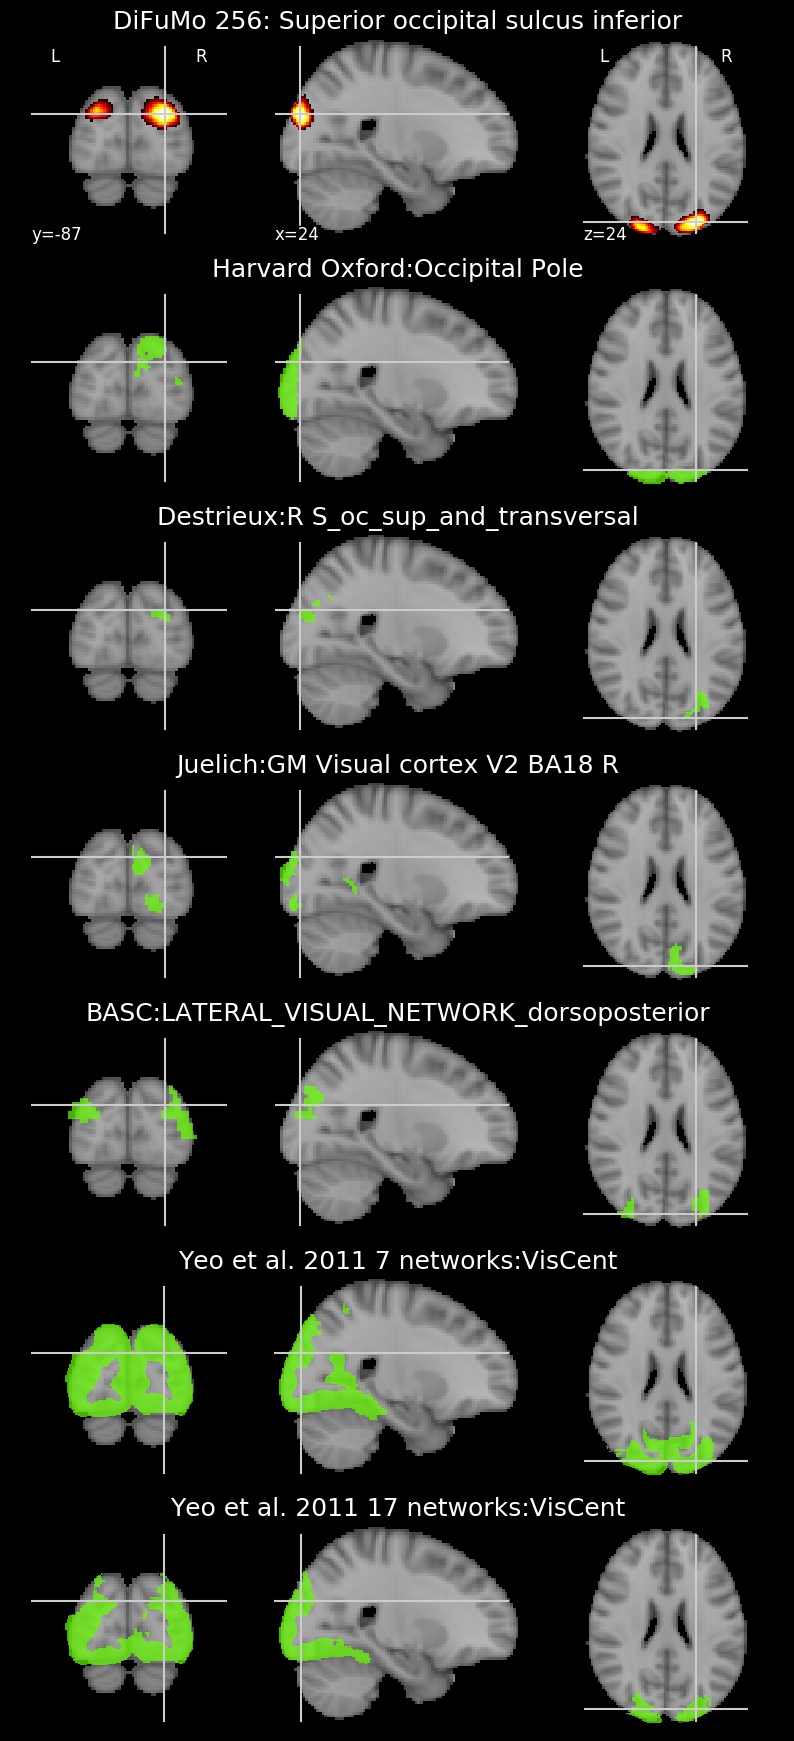 DiFuMo 256: Superior occipital sulcus inferior
L R L R
y=-87 x=24 z=24
Harvard Oxford:Occipital Pole
Destrieux:R S_oc_sup_and_transversal
Juelich:GM Visual cortex V2 BA18 R
BASC:LATERAL_VISUAL_NETWORK_dorsoposterior
Yeo et al. 2011 7 networks:VisCent
Yeo et al. 2011 17 networks:VisCent